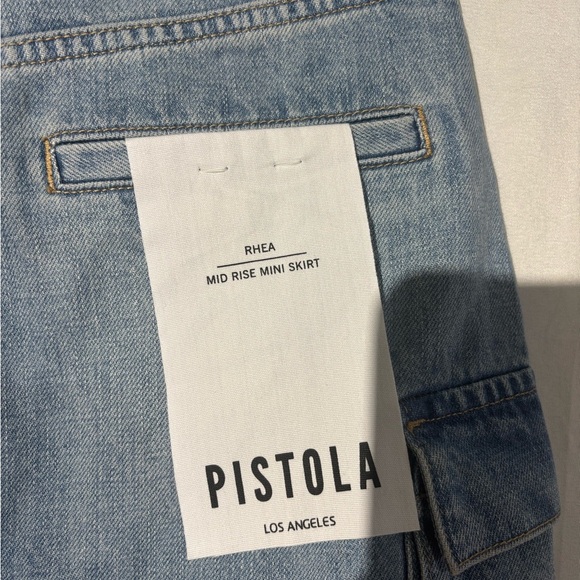 RHEA
MID RISE MINI SKIRT
PISTOLA
LOS ANGELES